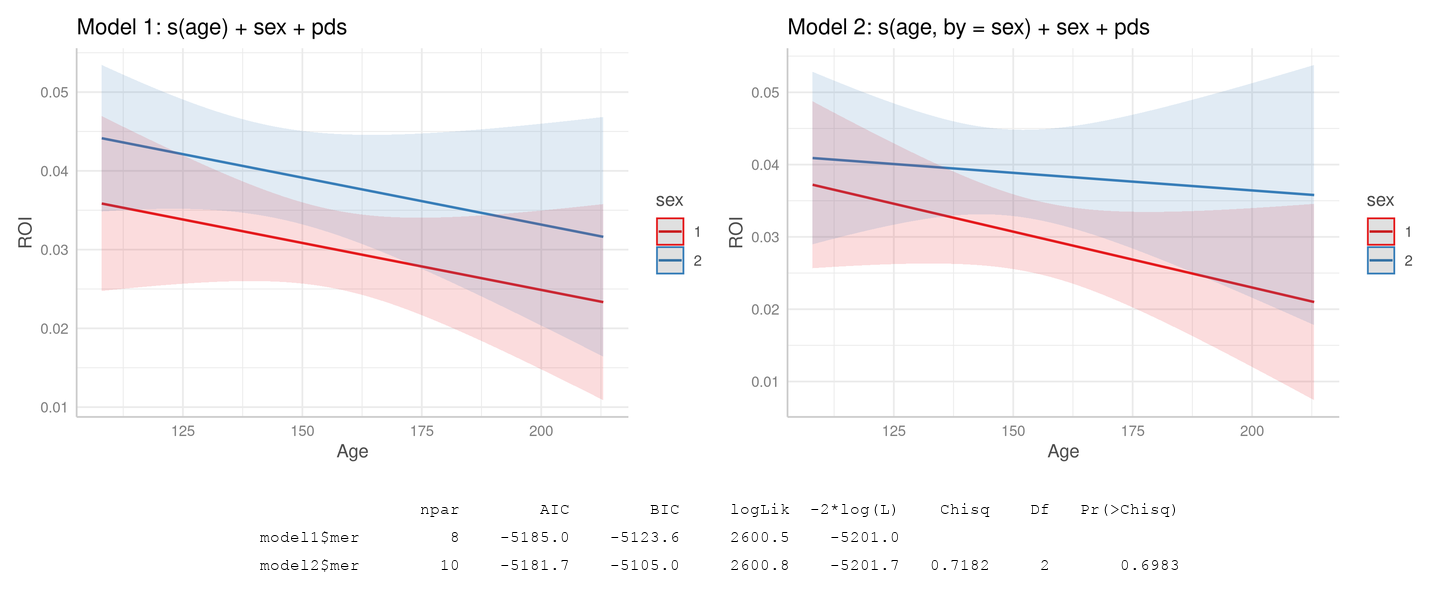 Model 1: s(age) + sex + pds
0.05
0.04
0.03
0.02
0.01
ROI
125 150 175 200
Age
sex
1
2
Model 2: s(age, by = sex) + sex + pds
0.05
0.04
0.03
0.02
0.01
ROI
125 150 175 200
Age
sex
1
2
npar AIC BIC logLik -2*log(L) Chisq Df Pr(>Chisq)
model1$mer 8 -5185.0 -5123.6 2600.5 -5201.0
model2$mer 10 -5181.7 -5105.0 2600.8 -5201.7 0.7182 2 0.6983